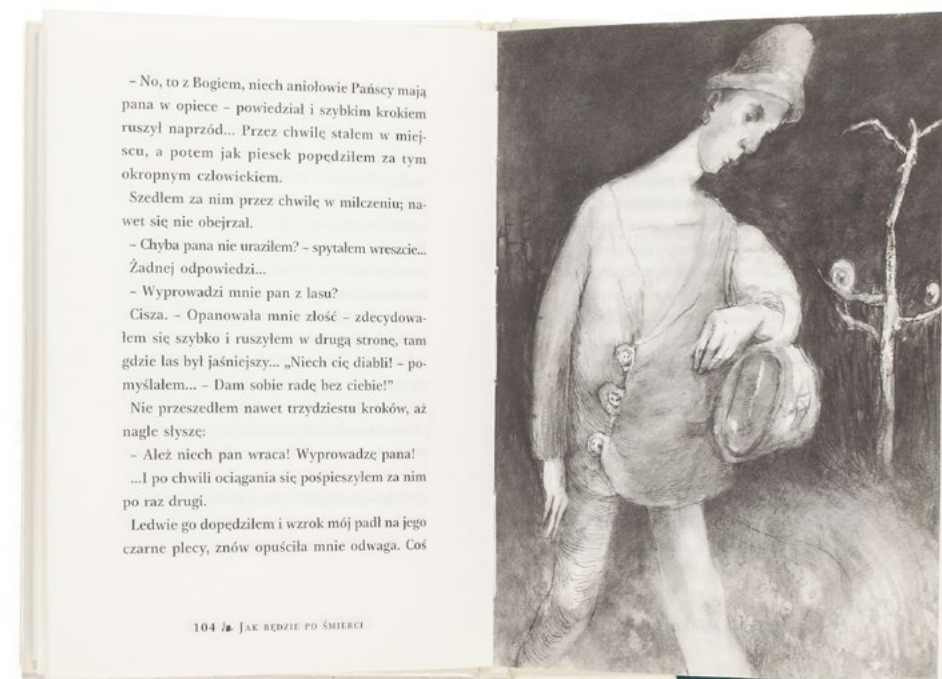 – No, to z Bogiem, niech aniołowie Pańscy mają
pana w opiece – powiedział i szybkim krokiem
ruszył naprzód... Przez chwilę stałem w miej-
scu, a potem jak piesek popędziłem za tym
okropnym człowiekiem.
Szedłem za nim przez chwilę w milczeniu; na-
wet się nie obejrzał.
– Chyba pana nie uraziłem? – spytałem wreszcie...
Żadnej odpowiedzi...
– Wyprowadzi mnie pan z lasu?
Cisza. – Opanowała mnie złość – zdecydowa-
łem się szybko i ruszyłem w drugą stronę, tam
gdzie las był jaśniejszy... „Niech cię diabli! – po-
myślałem... – Dam sobie radę bez ciebie!”
Nie przeszedłem nawet trzydziestu kroków, aż
nagle słyszę:
– Ależ niech pan wraca! Wyprowadzę pana!
...I po chwili ociągania się pośpieszyłem za nim
po raz drugi.
Ledwie go dopędziłem i wzrok mój padł na jego
czarne plecy, znów opuściła mnie odwaga. Coś
104 JAK BĘDZIE PO ŚMIERCI